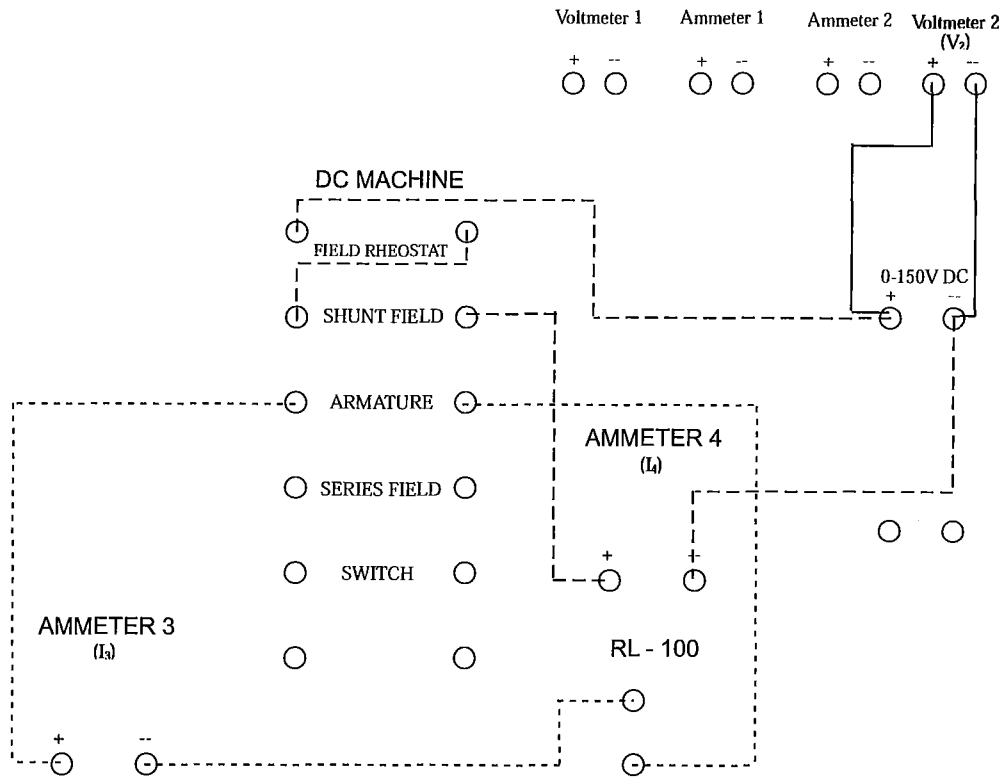 Voltmeter 1 Ammeter 1 Ammeter 2 Voltmeter 2
(V₂)
+ -- + -- + -- + --
DC MACHINE
FIELD RHEOSTAT
0-150V DC
+ --
SHUNT FIELD
ARMATURE
AMMETER 4
(I₄)
SERIES FIELD
+ +-
SWITCH
AMMETER 3
(I₃)
RL - 100
+ --